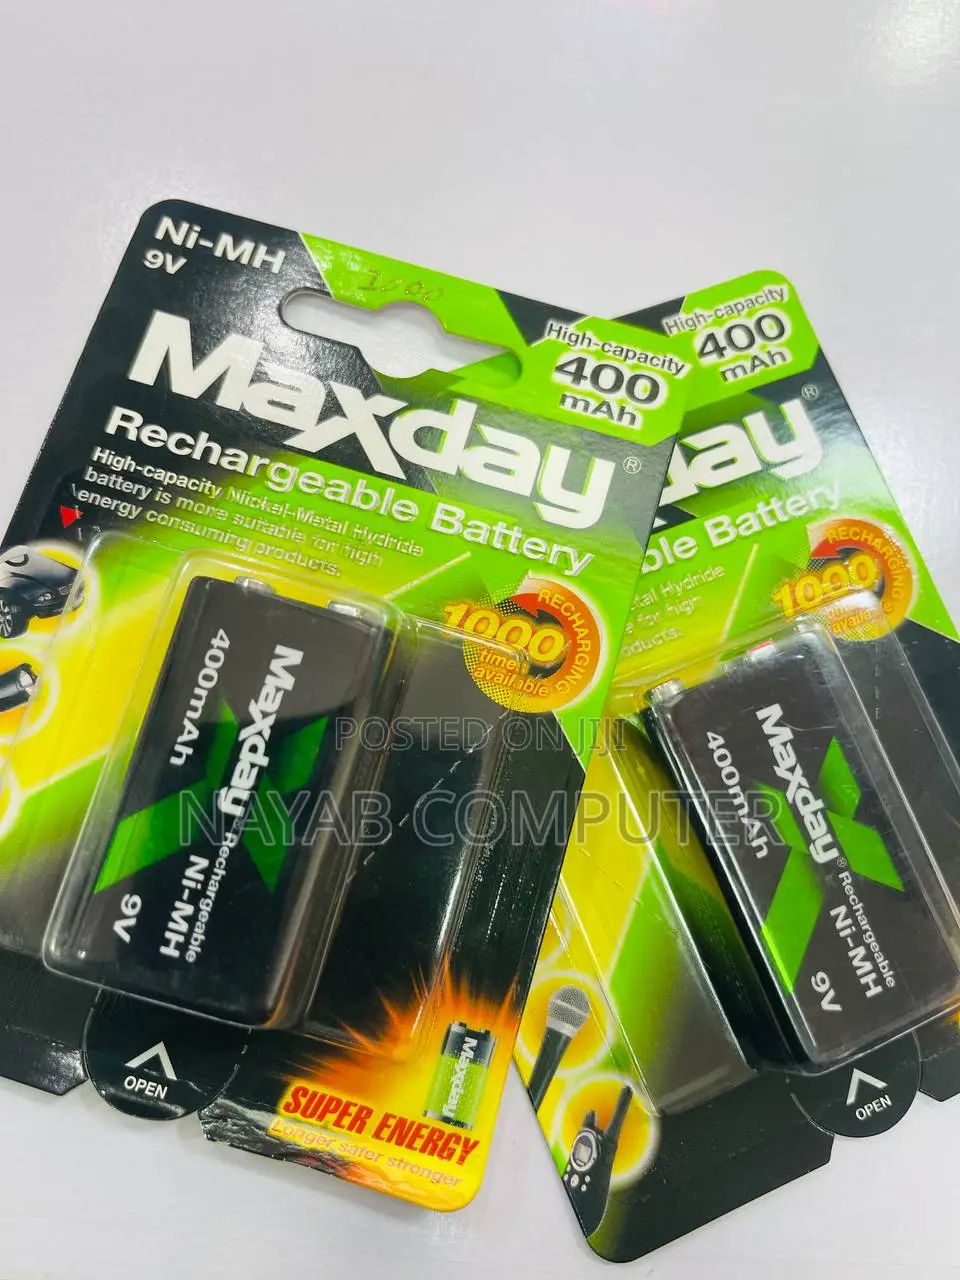 Ni-MH
9V
High-capacity
400
mAh
Maxday®
Rechargeable Battery
High-capacity Nickel-Metal Hydride
battery is more suitable for high
energy consuming products.
1000
times
available
RECHARGING
Maxday® Rechargeable
400mAh
Ni-MH
9V
OPEN
Maxday
SUPER ENERGY
Longer safer stronger
High-capacity
400
mAh
day®
ble Battery
tal Hydride
e for high
oducts.
1000
RECHARGING
Maxday® Rechargeable
400mAh
Ni-MH
9V
OPEN
POSTED ON JIJI
NAYAB COMPUTER